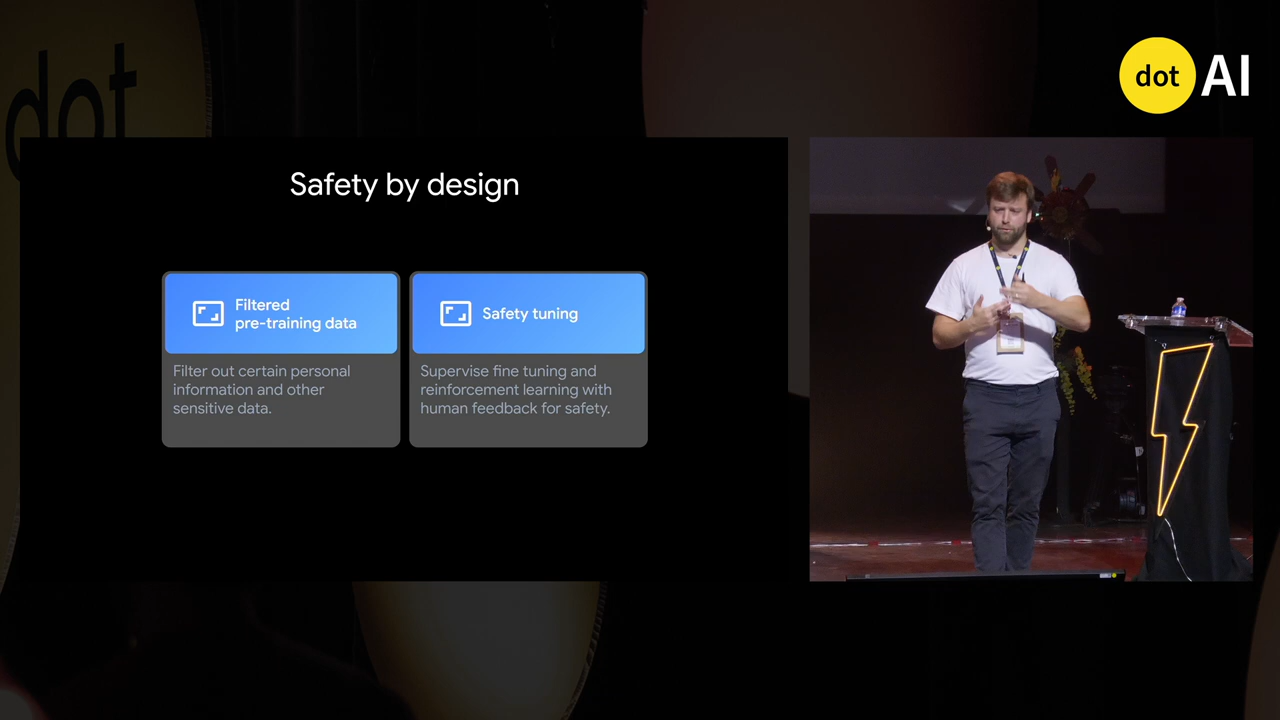 dot
dot AI
Safety by design
Filtered
pre-training data
Filter out certain personal
information and other
sensitive data.
Safety tuning
Supervise fine tuning and
reinforcement learning with
human feedback for safety.